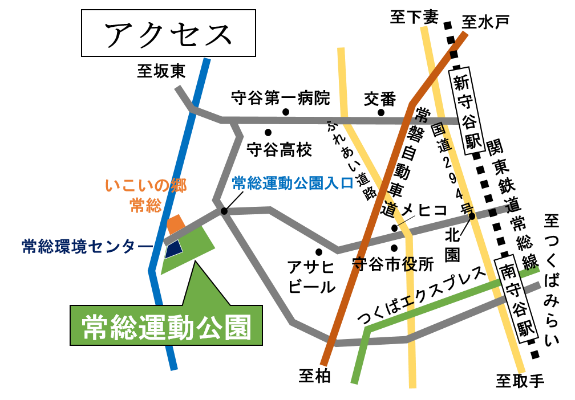 アクセス
至下妻
至水戸
至坂東
守谷第一病院
交番
新守谷駅
守谷高校
ふれあい道路
常磐自動車道
国道294号
関東鉄道常総線
いこいの郷
常総
常総運動公園入口
メヒコ
北園
至つくばみらい
常総環境センター
アサヒ
ビール
守谷市役所
南守谷駅
つくばエクスプレス
常総運動公園
至柏
至取手